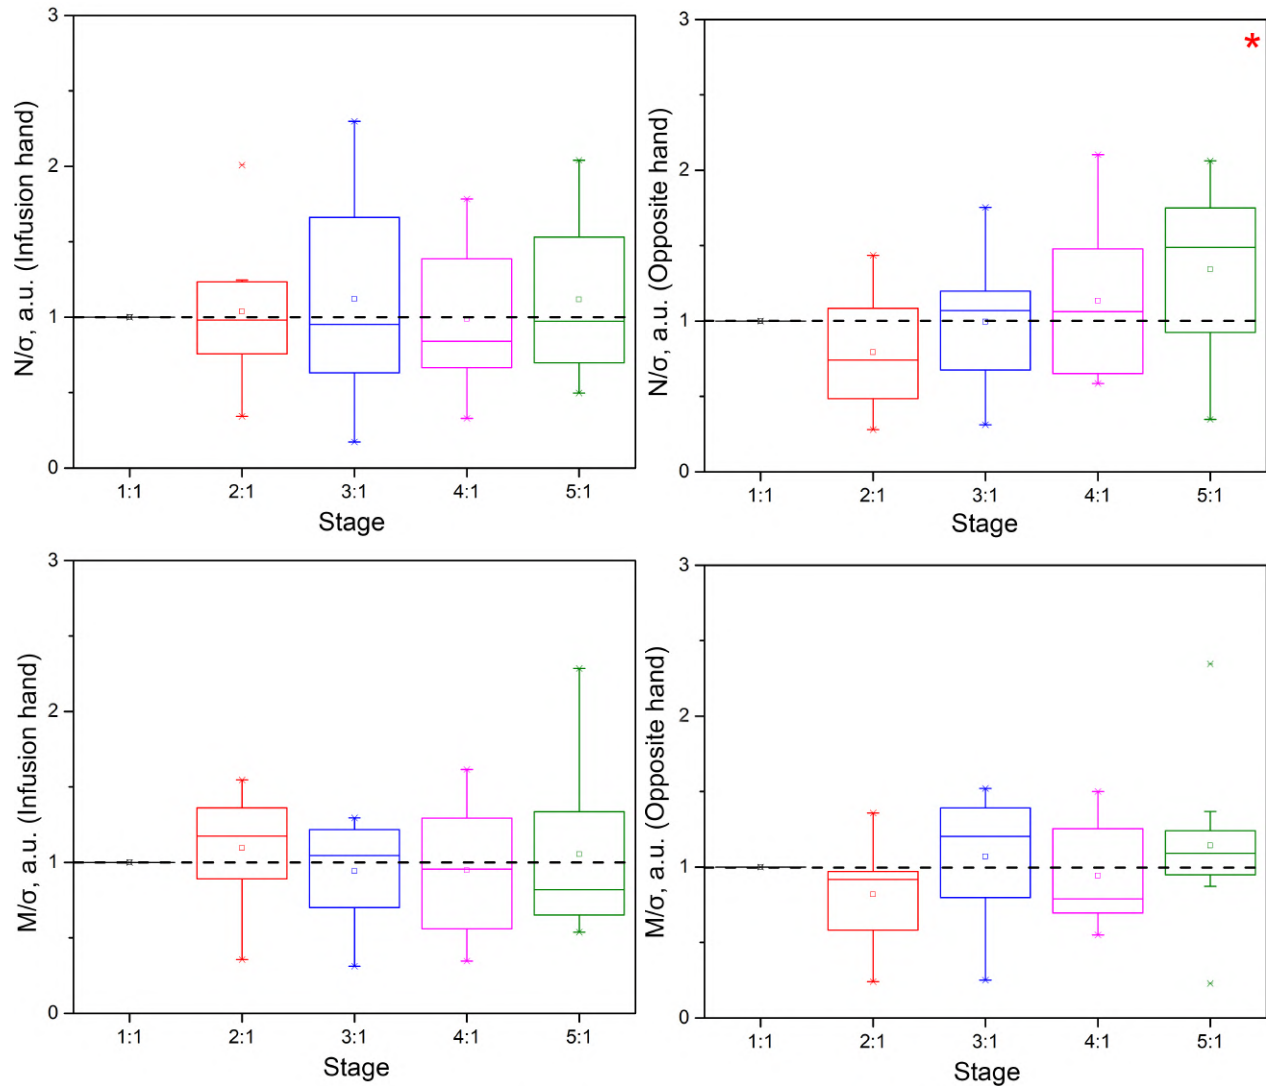 N/σ, a.u. (Infusion hand)
3
2
1
0
1:1 2:1 3:1 4:1 5:1
Stage
N/σ, a.u. (Opposite hand)
3
2
1
0
*
1:1 2:1 3:1 4:1 5:1
Stage
M/σ, a.u. (Infusion hand)
3
2
1
0
1:1 2:1 3:1 4:1 5:1
Stage
M/σ, a.u. (Opposite hand)
3
2
1
0
1:1 2:1 3:1 4:1 5:1
Stage